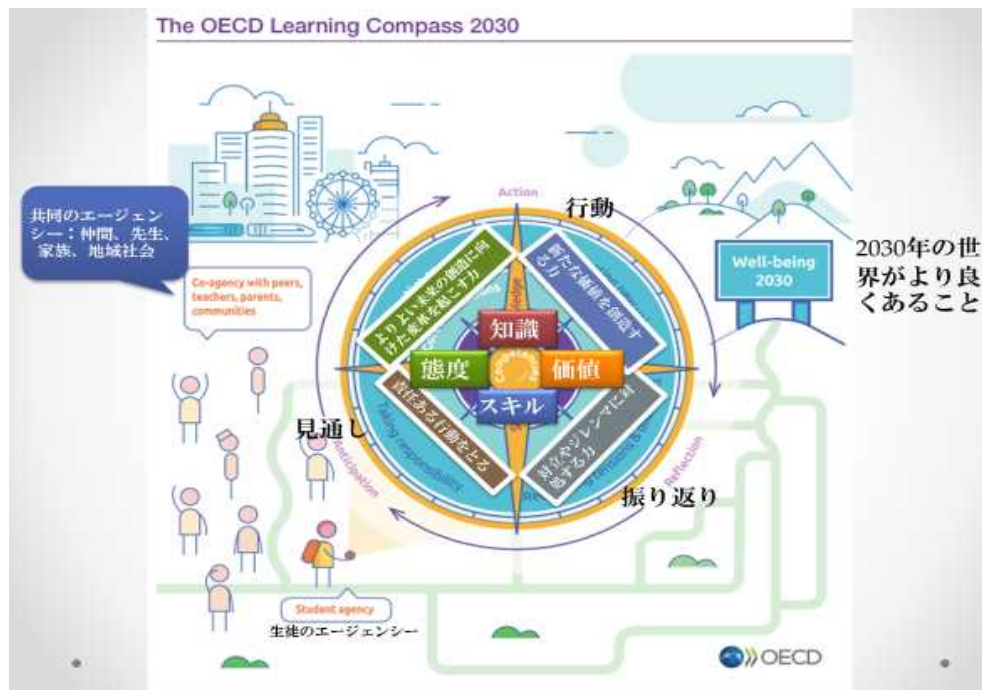 The OECD Learning Compass 2030
共同のエージェン
シー：仲間、先生、
家族、地域社会
Co-agency with peers,
teachers, parents,
communities
Action
行動
Well-being
2030
2030年の世
界がより良
くあること
よりよい未来の創造に向
けた変革を起こす力
新たな価値を創造す
る力
知識
態度
価値
スキル
責任ある行動をとる
対立やジレンマに対
処する力
Taking responsibility
見通し
Anticipation
Reflection
振り返り
Student agency
生徒のエージェンシー
OECD